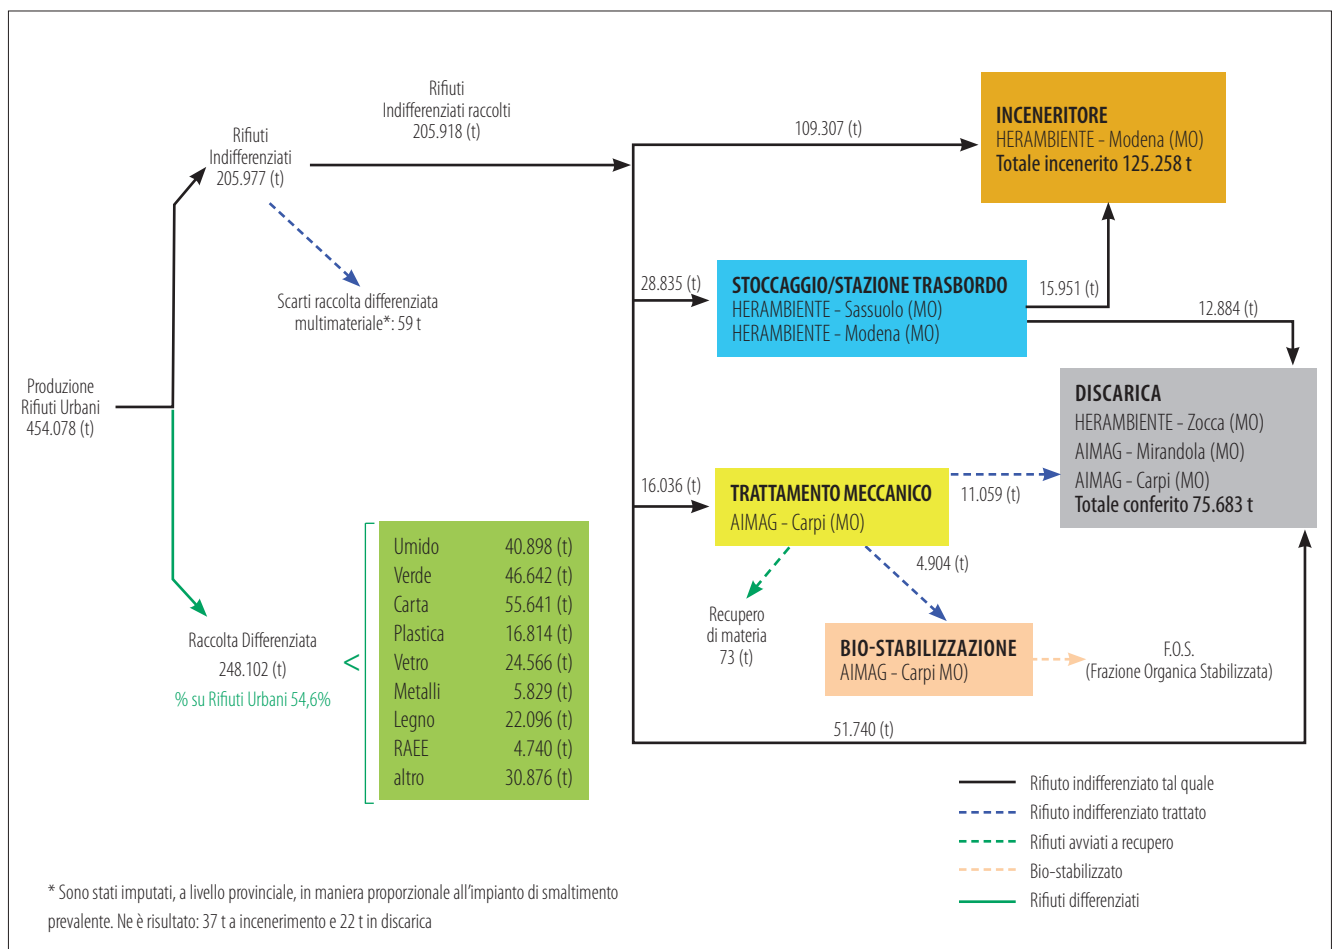 Rifiuti
Indifferenziati raccolti
205.918 (t)
Rifiuti
Indifferenziati
205.977 (t)
Scarti raccolta differenziata
multimateriale*: 59 t
Produzione
Rifiuti Urbani
454.078 (t)
Raccolta Differenziata
248.102 (t)
% su Rifiuti Urbani 54,6%
<
Umido 40.898 (t)
Verde 46.642 (t)
Carta 55.641 (t)
Plastica 16.814 (t)
Vetro 24.566 (t)
Metalli 5.829 (t)
Legno 22.096 (t)
RAEE 4.740 (t)
altro 30.876 (t)
109.307 (t)
INCENERITORE
HERAMBIENTE - Modena (MO)
Totale incenerito 125.258 t
28.835 (t)
STOCCAGGIO/STAZIONE TRASBORDO
HERAMBIENTE - Sassuolo (MO)
HERAMBIENTE - Modena (MO)
15.951 (t)
12.884 (t)
DISCARICA
HERAMBIENTE - Zocca (MO)
AIMAG - Mirandola (MO)
AIMAG - Carpi (MO)
Totale conferito 75.683 t
16.036 (t)
TRATTAMENTO MECCANICO
AIMAG - Carpi (MO)
11.059 (t)
4.904 (t)
Recupero
di materia
73 (t)
BIO-STABILIZZAZIONE
AIMAG - Carpi MO)
F.O.S.
(Frazione Organica Stabilizzata)
51.740 (t)
Rifiuto indifferenziato tal quale
Rifiuto indifferenziato trattato
Rifiuti avviati a recupero
Bio-stabilizzato
Rifiuti differenziati
* Sono stati imputati, a livello provinciale, in maniera proporzionale all'impianto di smaltimento
prevalente. Ne è risultato: 37 t a incenerimento e 22 t in discarica